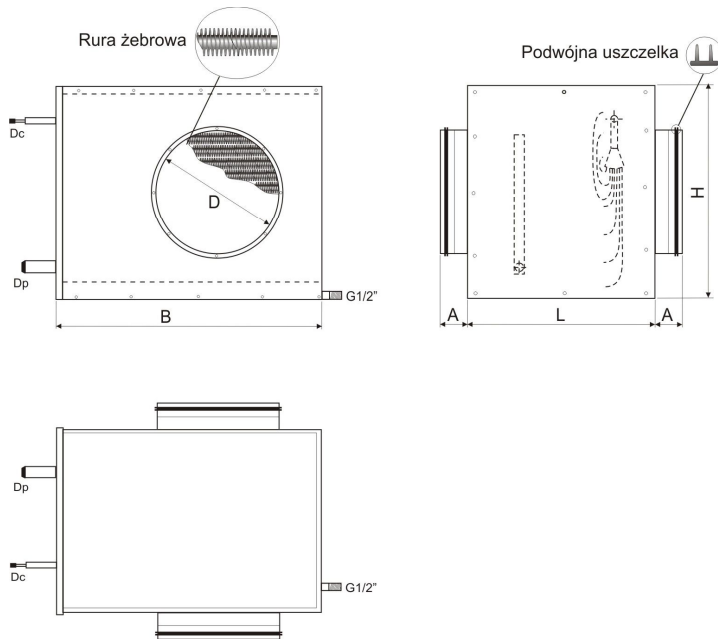 Rura żebrowa
Podwójna uszczelka
Dc
D
H
Dp
G1/2”
B
A
L
A
Dp
Dc
G1/2”